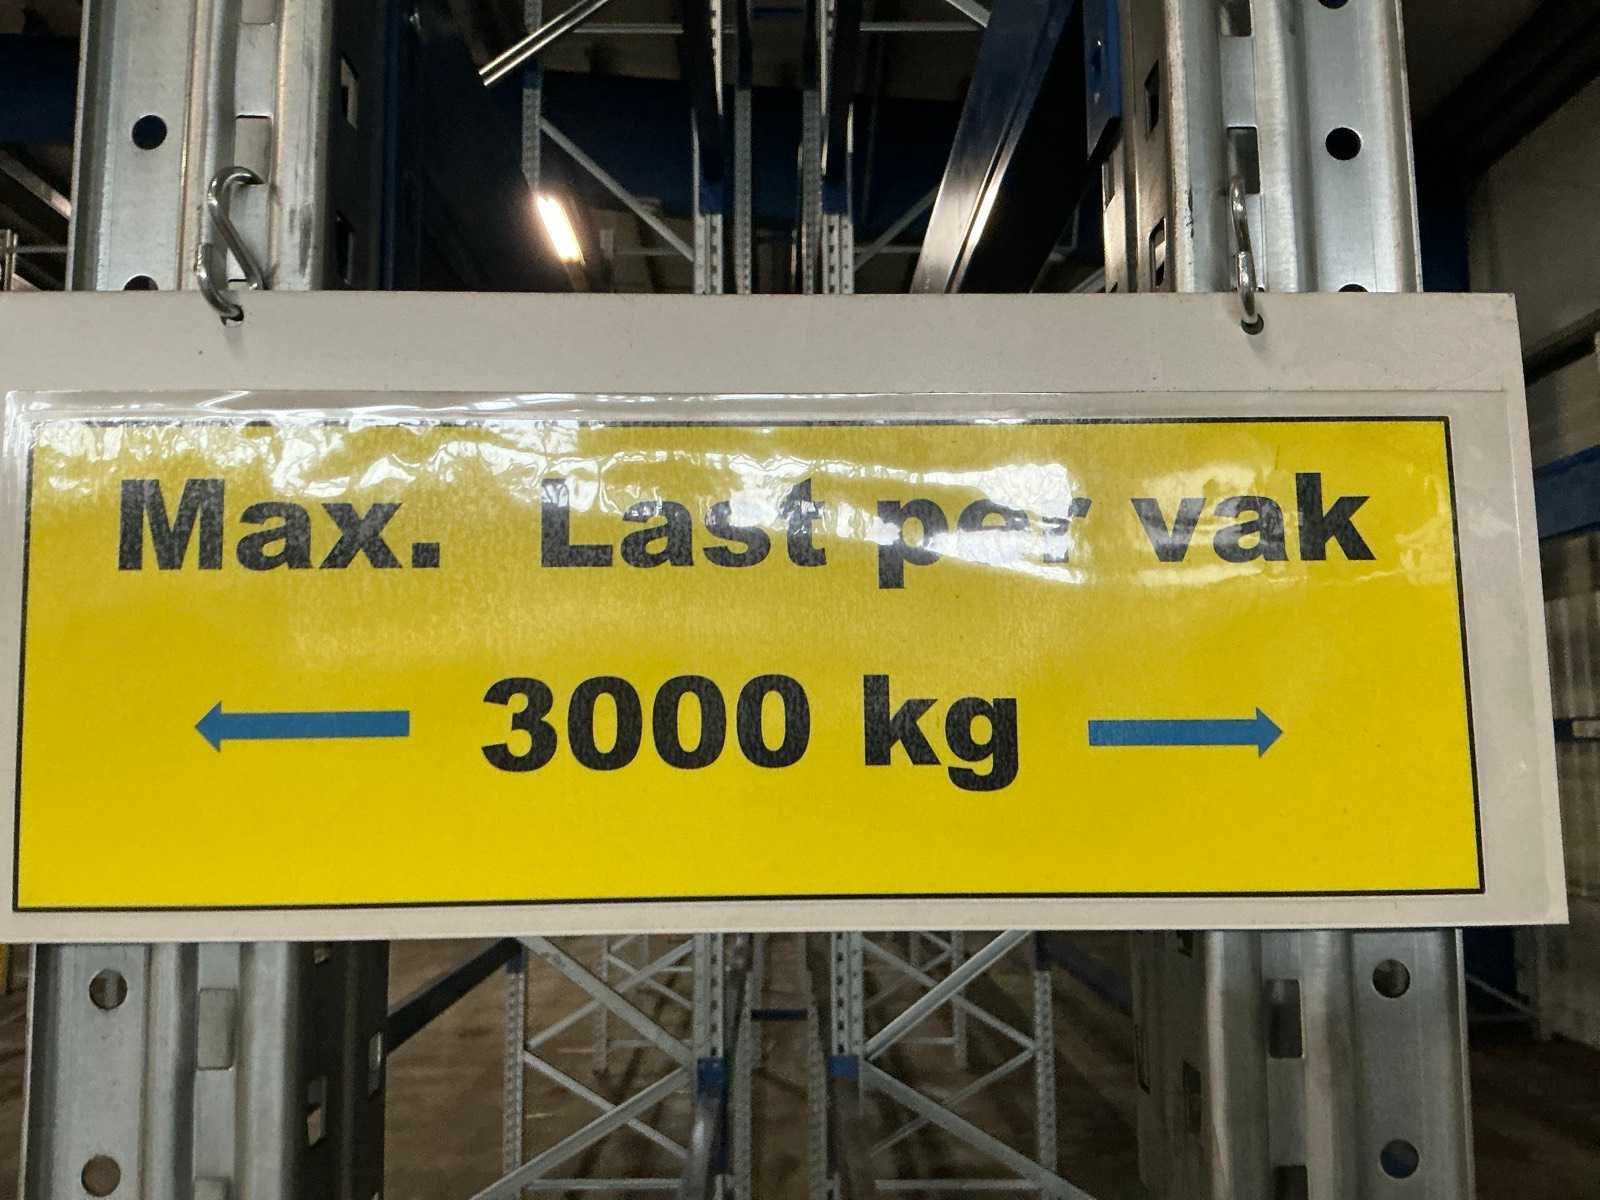 Max. Last per vak
3000 kg